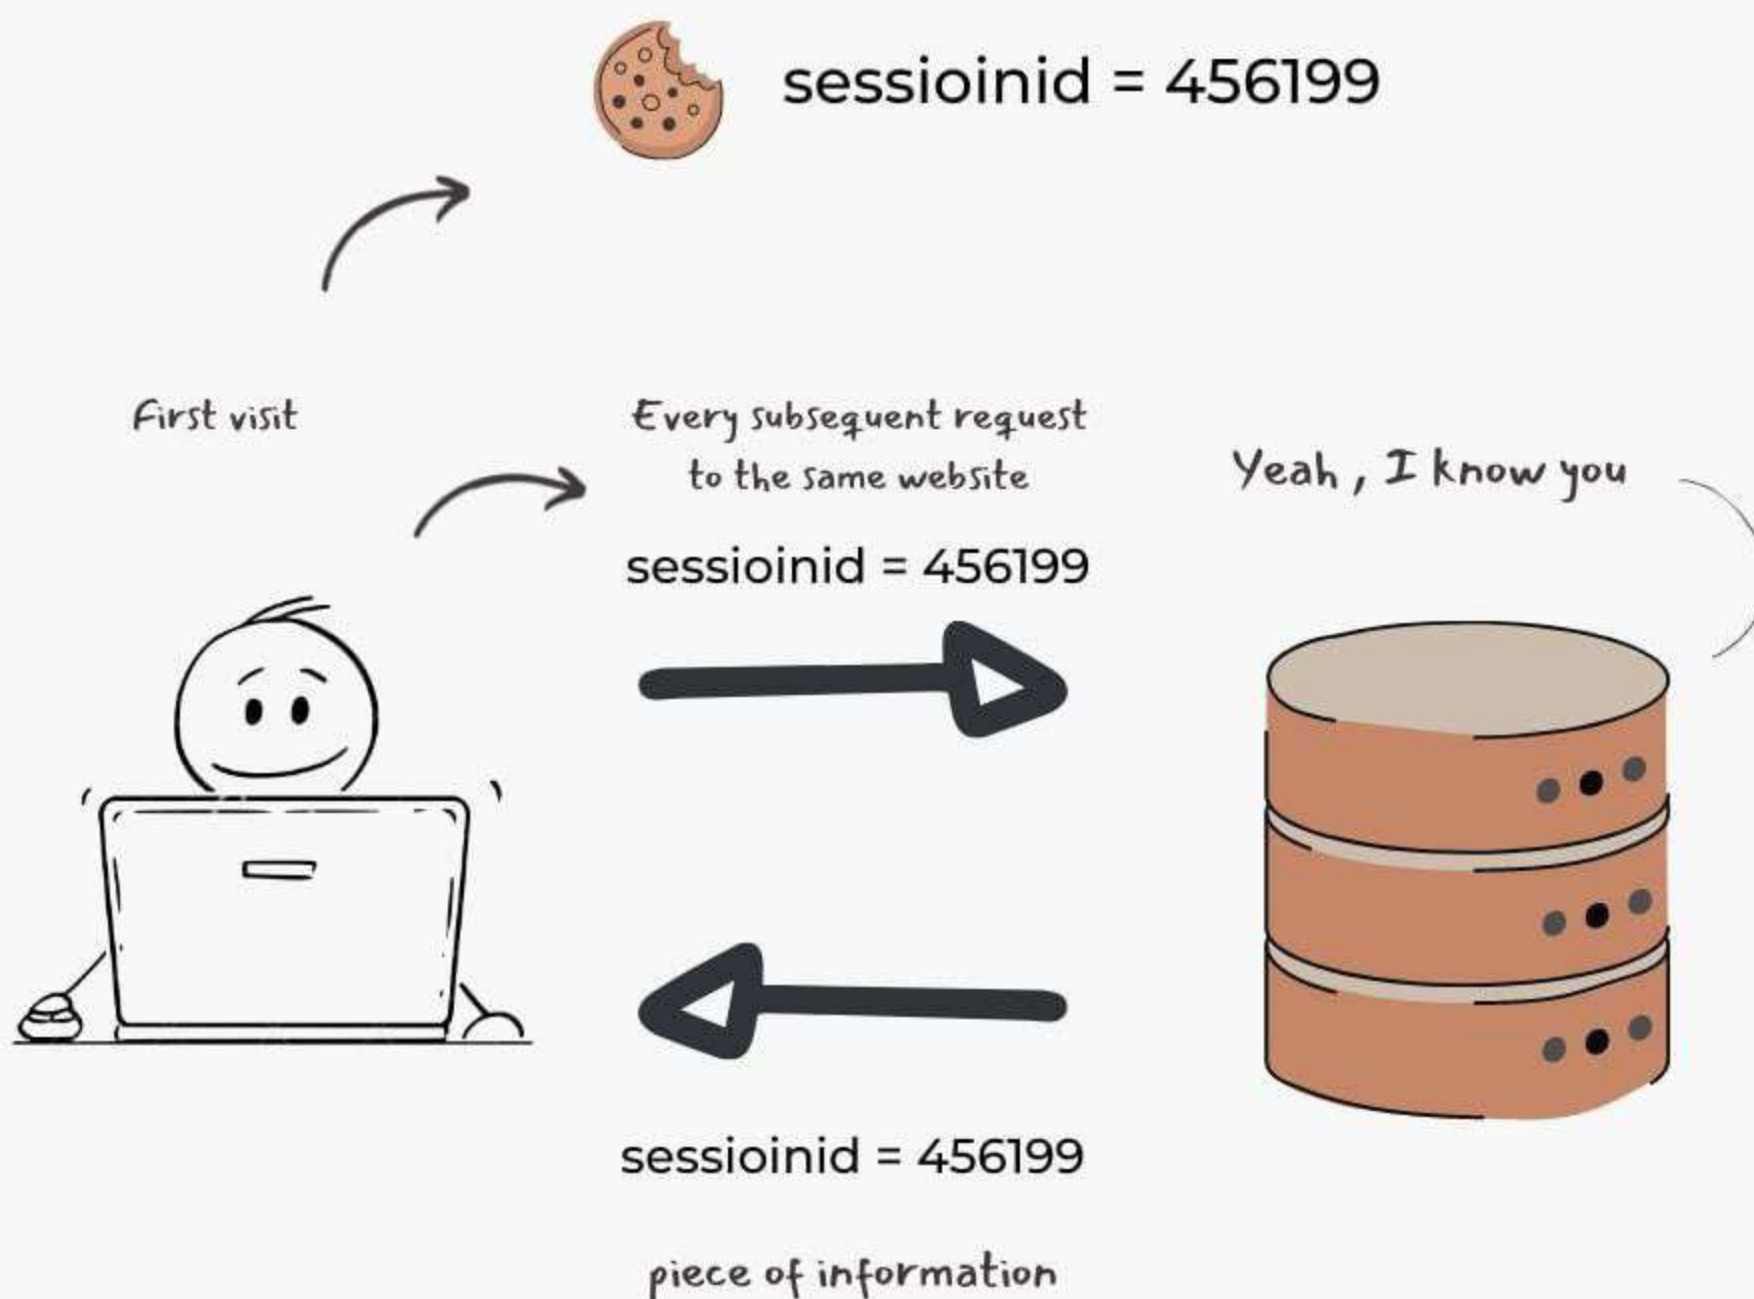 sessioinid = 456199
First visit
Every subsequent request
to the same website
Yeah, I know you
sessioinid = 456199
sessioinid = 456199
piece of information